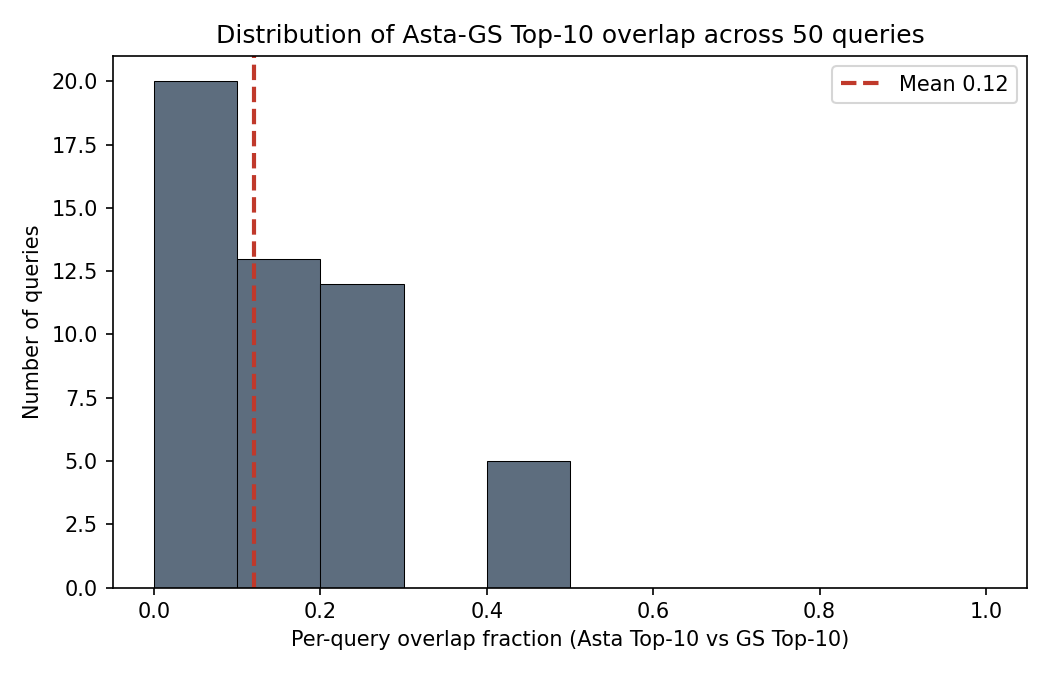 Distribution of Asta-GS Top-10 overlap across 50 queries
Mean 0.12
Number of queries
20.0
17.5
15.0
12.5
10.0
7.5
5.0
2.5
0.0
0.0 0.2 0.4 0.6 0.8 1.0
Per-query overlap fraction (Asta Top-10 vs GS Top-10)